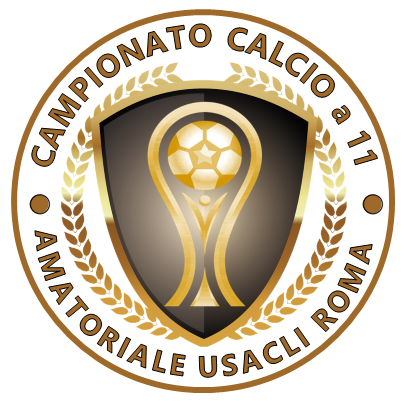 CAMPIONATO CALCIO a 11
AMATORIALE USACLI ROMA